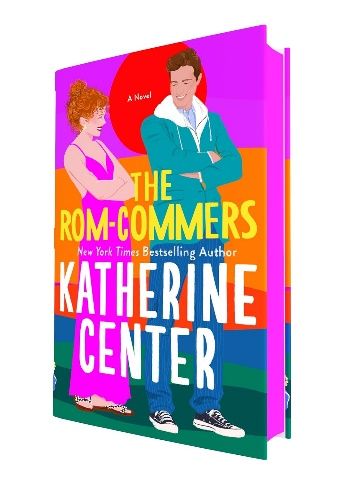 A Novel
THE
ROM-COMMERS
New York Times Bestselling Author
KATHERINE
CENTER